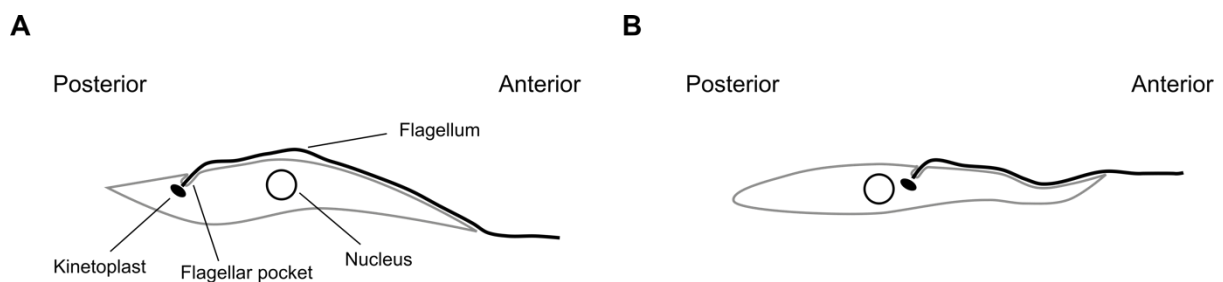 A
B
Posterior
Anterior
Posterior
Anterior
Flagellum
Kinetoplast
Flagellar pocket
Nucleus